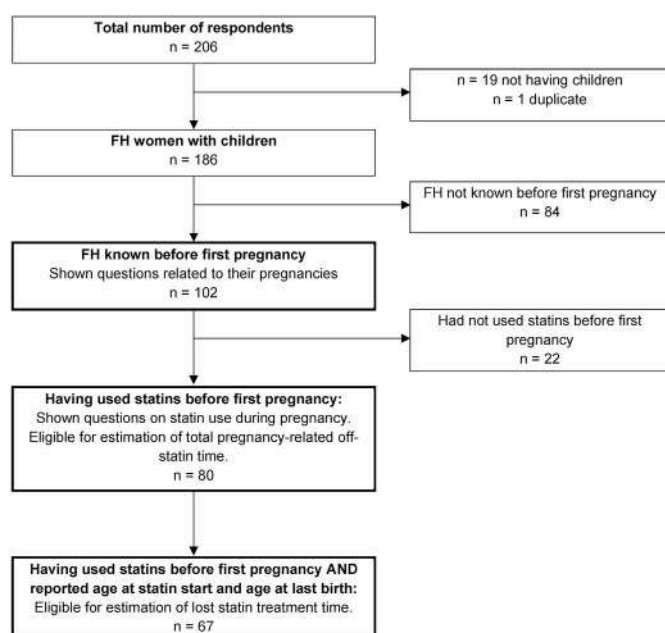 Total number of respondents
n = 206
n = 19 not having children
n = 1 duplicate
FH women with children
n = 186
FH not known before first pregnancy
n = 84
FH known before first pregnancy
Shown questions related to their pregnancies
n = 102
Had not used statins before first
pregnancy
n = 22
Having used statins before first pregnancy:
Shown questions on statin use during pregnancy.
Eligible for estimation of total pregnancy-related off-
statin time.
n = 80
Having used statins before first pregnancy AND
reported age at statin start and age at last birth:
Eligible for estimation of lost statin treatment time.
n = 67